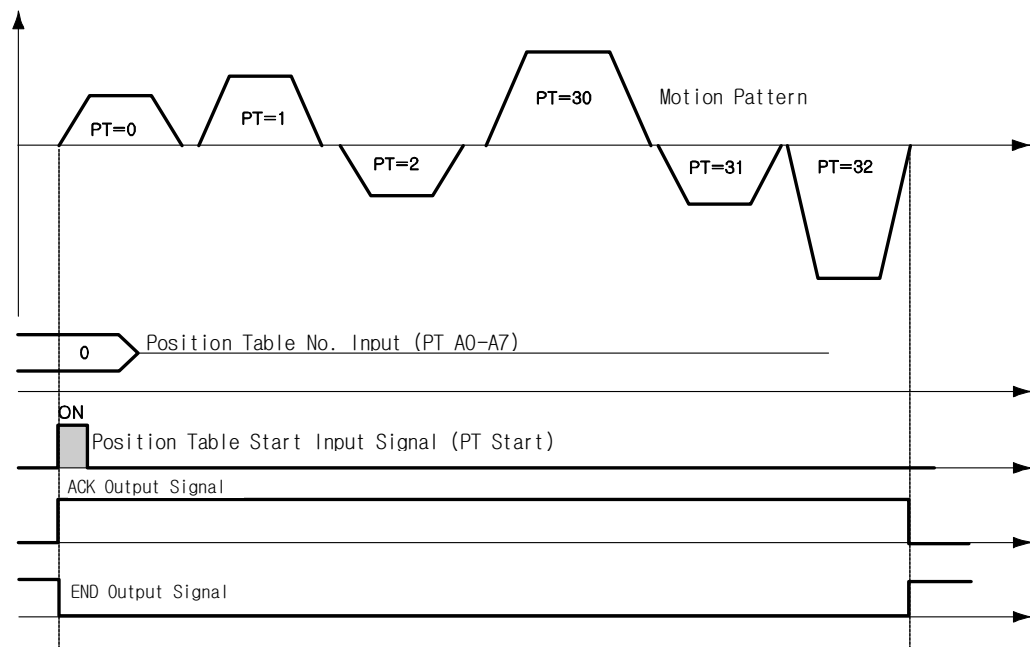 PT=0
PT=1
PT=2
PT=30
Motion Pattern
PT=31
PT=32
0
Position Table No. Input (PT A0-A7)
ON
Position Table Start Input Signal (PT Start)
ACK Output Signal
END Output Signal